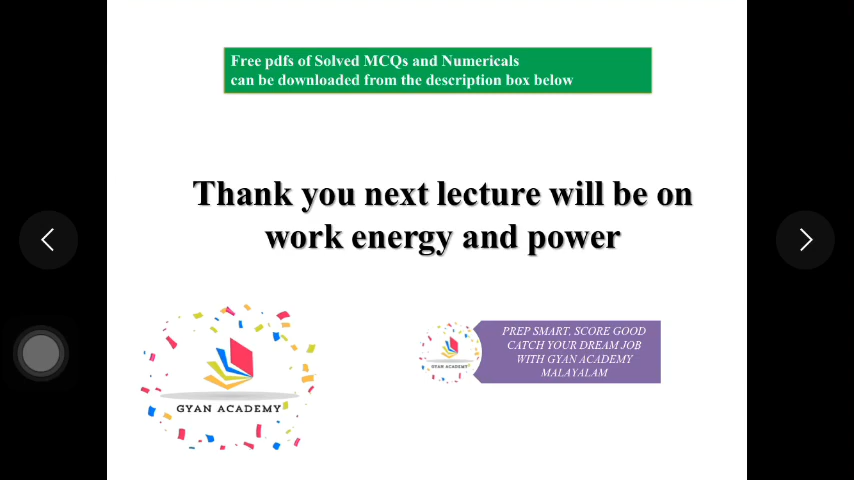 Free pdfs of Solved MCQs and Numericals
can be downloaded from the description box below
Thank you next lecture will be on
work energy and power
GYAN ACADEMY
GYAN ACADEMY
PREP SMART, SCORE GOOD
CATCH YOUR DREAM JOB
WITH GYAN ACADEMY
MALAYALAM